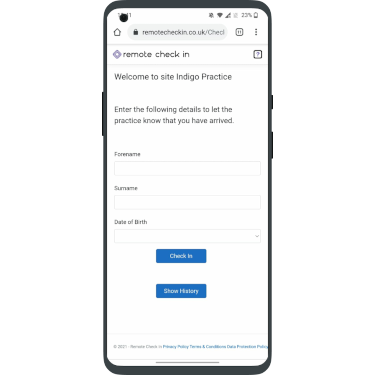 23%
remotecheckin.co.uk/Checl
remote check in
?
Welcome to site Indigo Practice
Enter the following details to let the
practice know that you have arrived.
Forename
Surname
Date of Birth
Check In
Show History
© 2021 - Remote Check In Privacy Policy Terms & Conditions Data Protection Policy